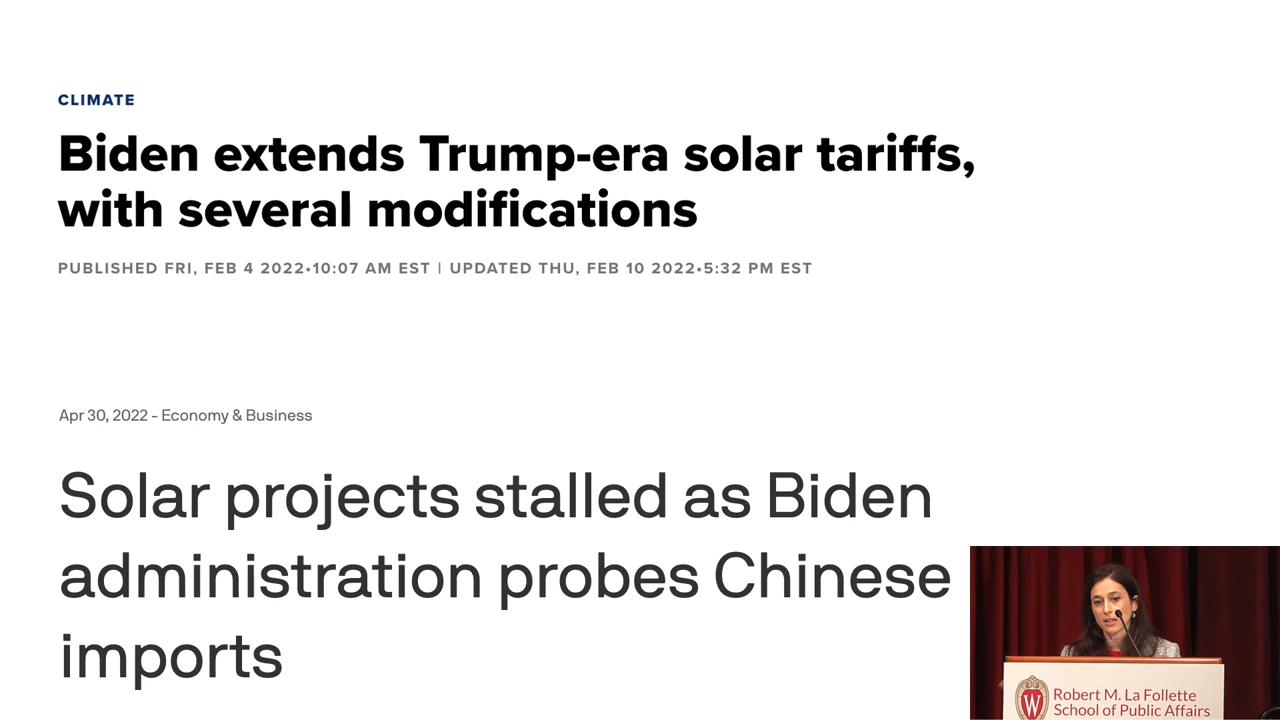 CLIMATE
Biden extends Trump-era solar tariffs,
with several modifications
PUBLISHED FRI, FEB 4 2022•10:07 AM EST | UPDATED THU, FEB 10 2022•5:32 PM EST
Apr 30, 2022 - Economy & Business
Solar projects stalled as Biden
administration probes Chinese
imports
W
Robert M. La Follette
School of Public Affairs